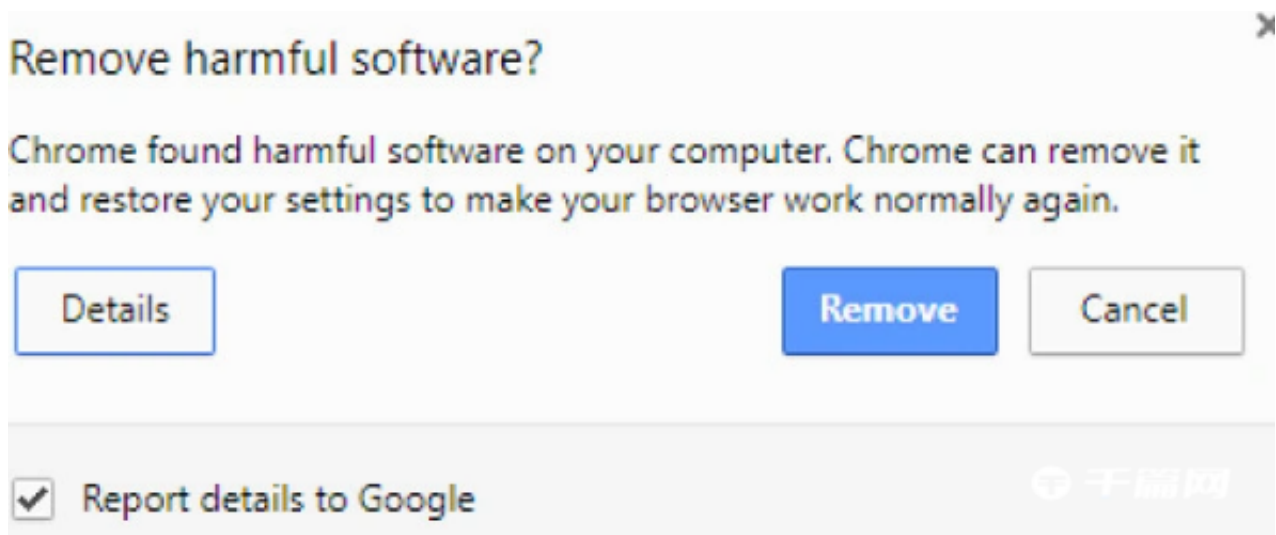 Remove harmful software?
Chrome found harmful software on your computer. Chrome can remove it
and restore your settings to make your browser work normally again.
Details
Remove
Cancel
Report details to Google
千篇网